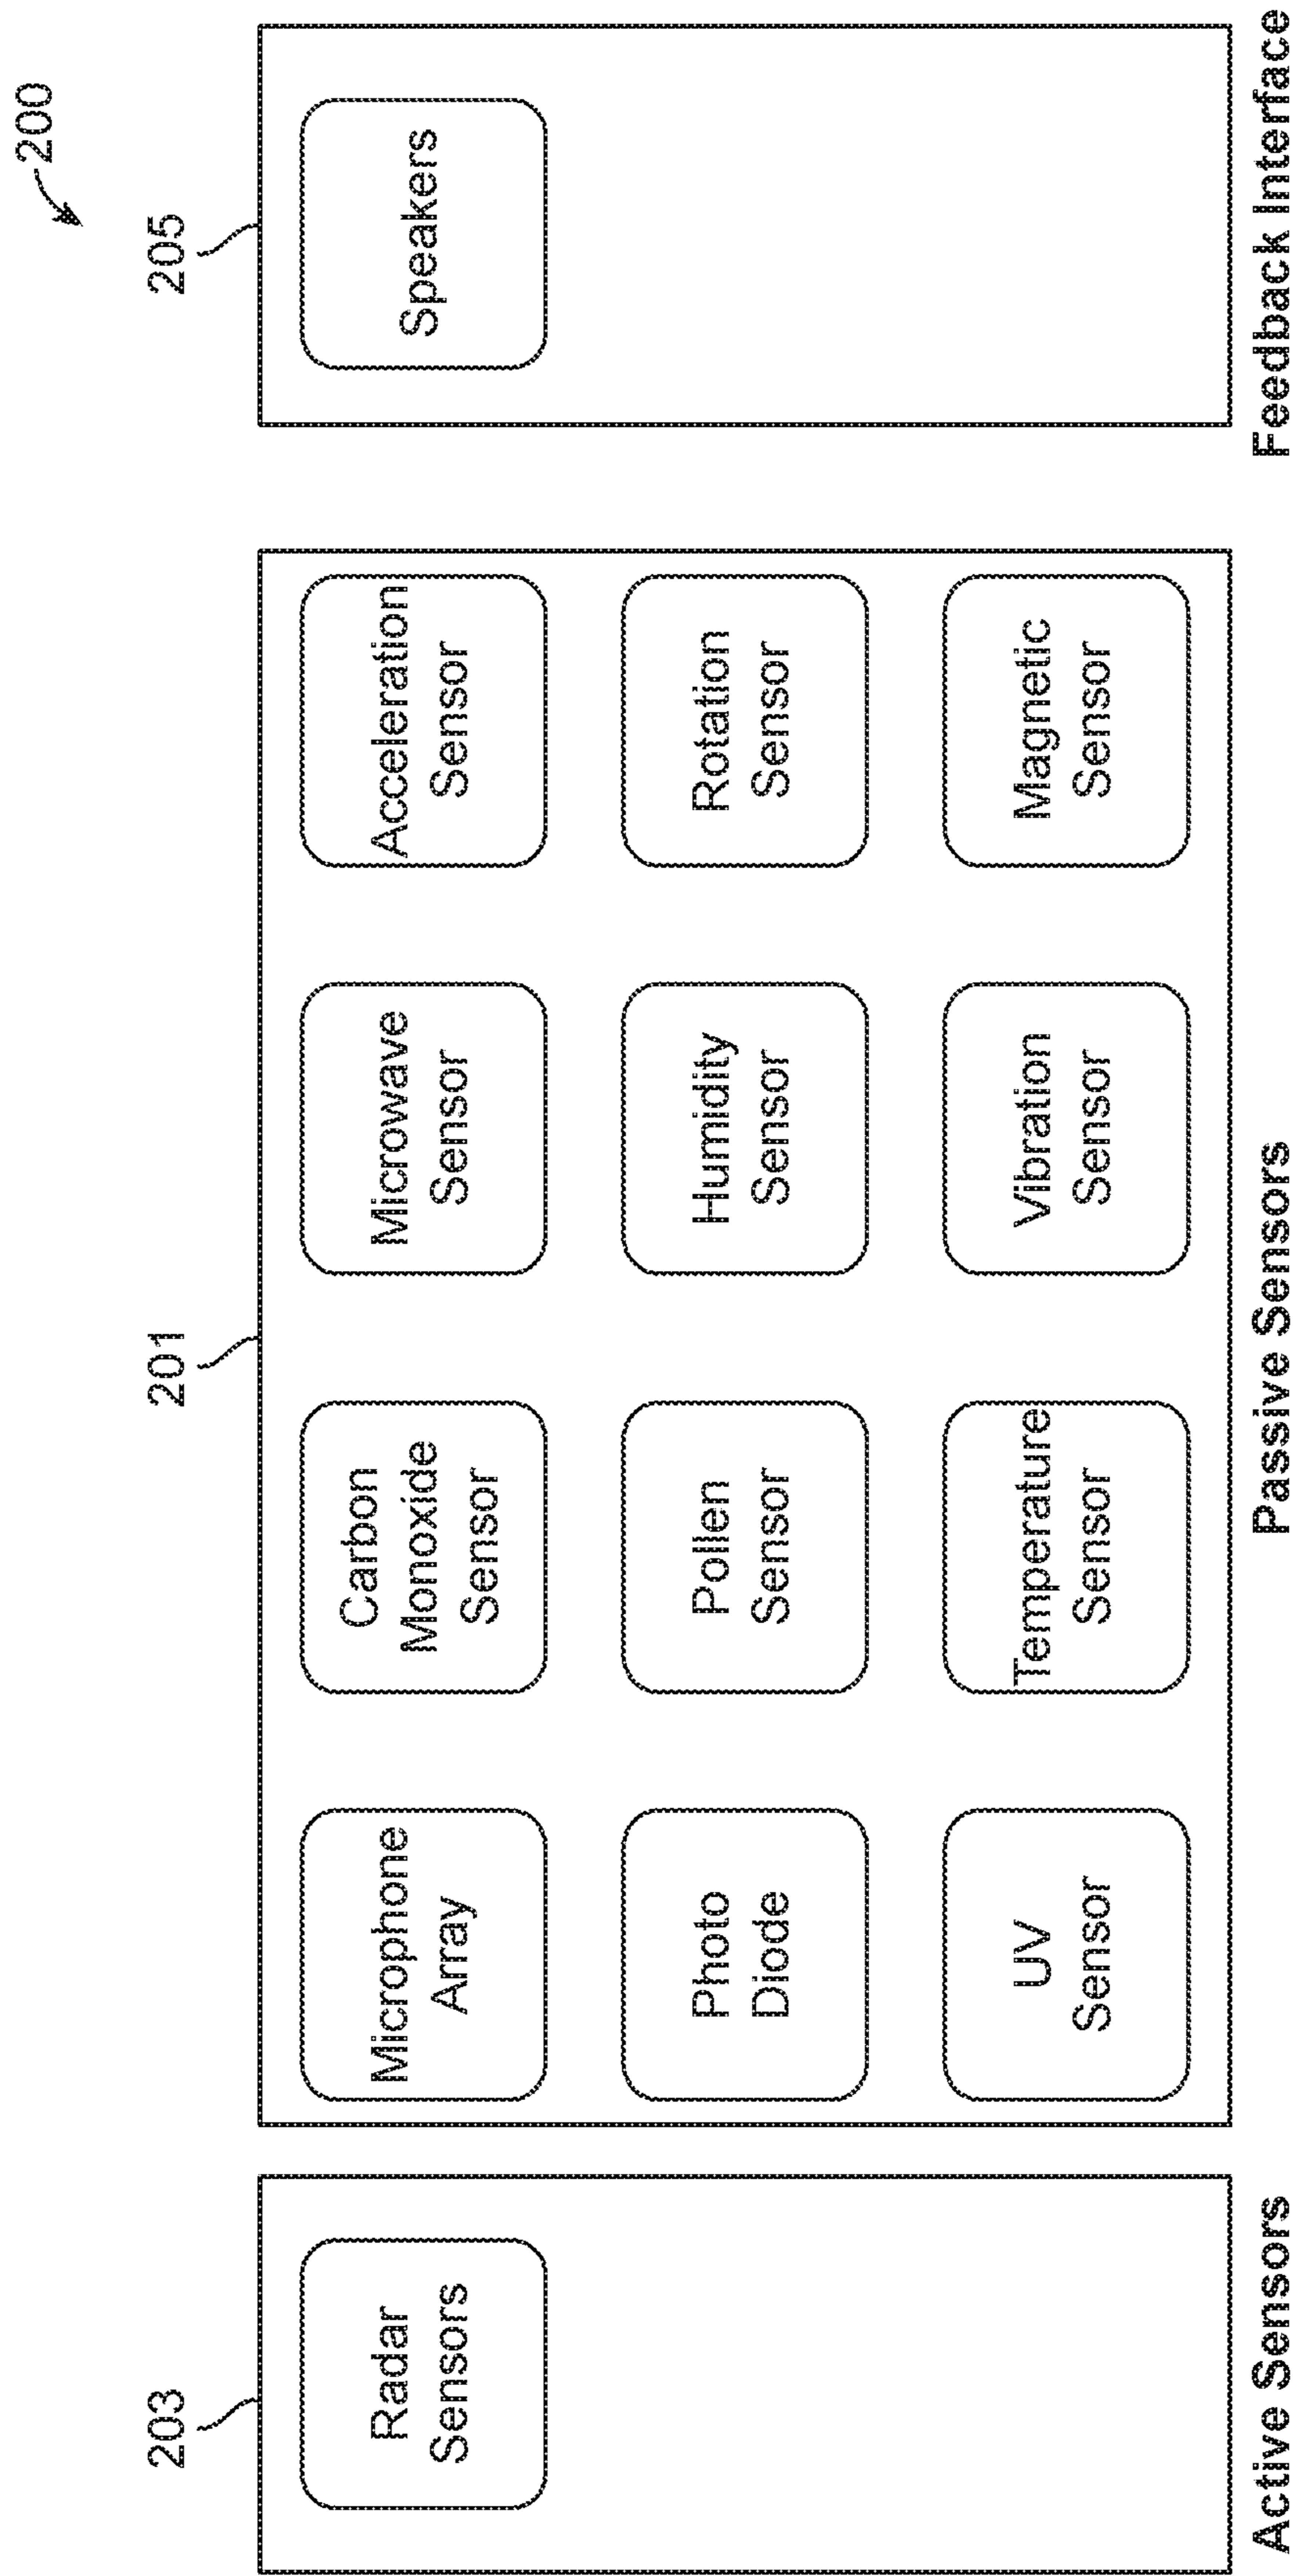 200
203
201
205
Radar
Sensors
Microphone
Array
Carbon
Monoxide
Sensor
Microwave
Sensor
Acceleration
Sensor
Photo
Diode
Pollen
Sensor
Humidity
Sensor
Rotation
Sensor
UV
Sensor
Temperature
Sensor
Vibration
Sensor
Magnetic
Sensor
Speakers
Active Sensors
Passive Sensors
Feedback Interface